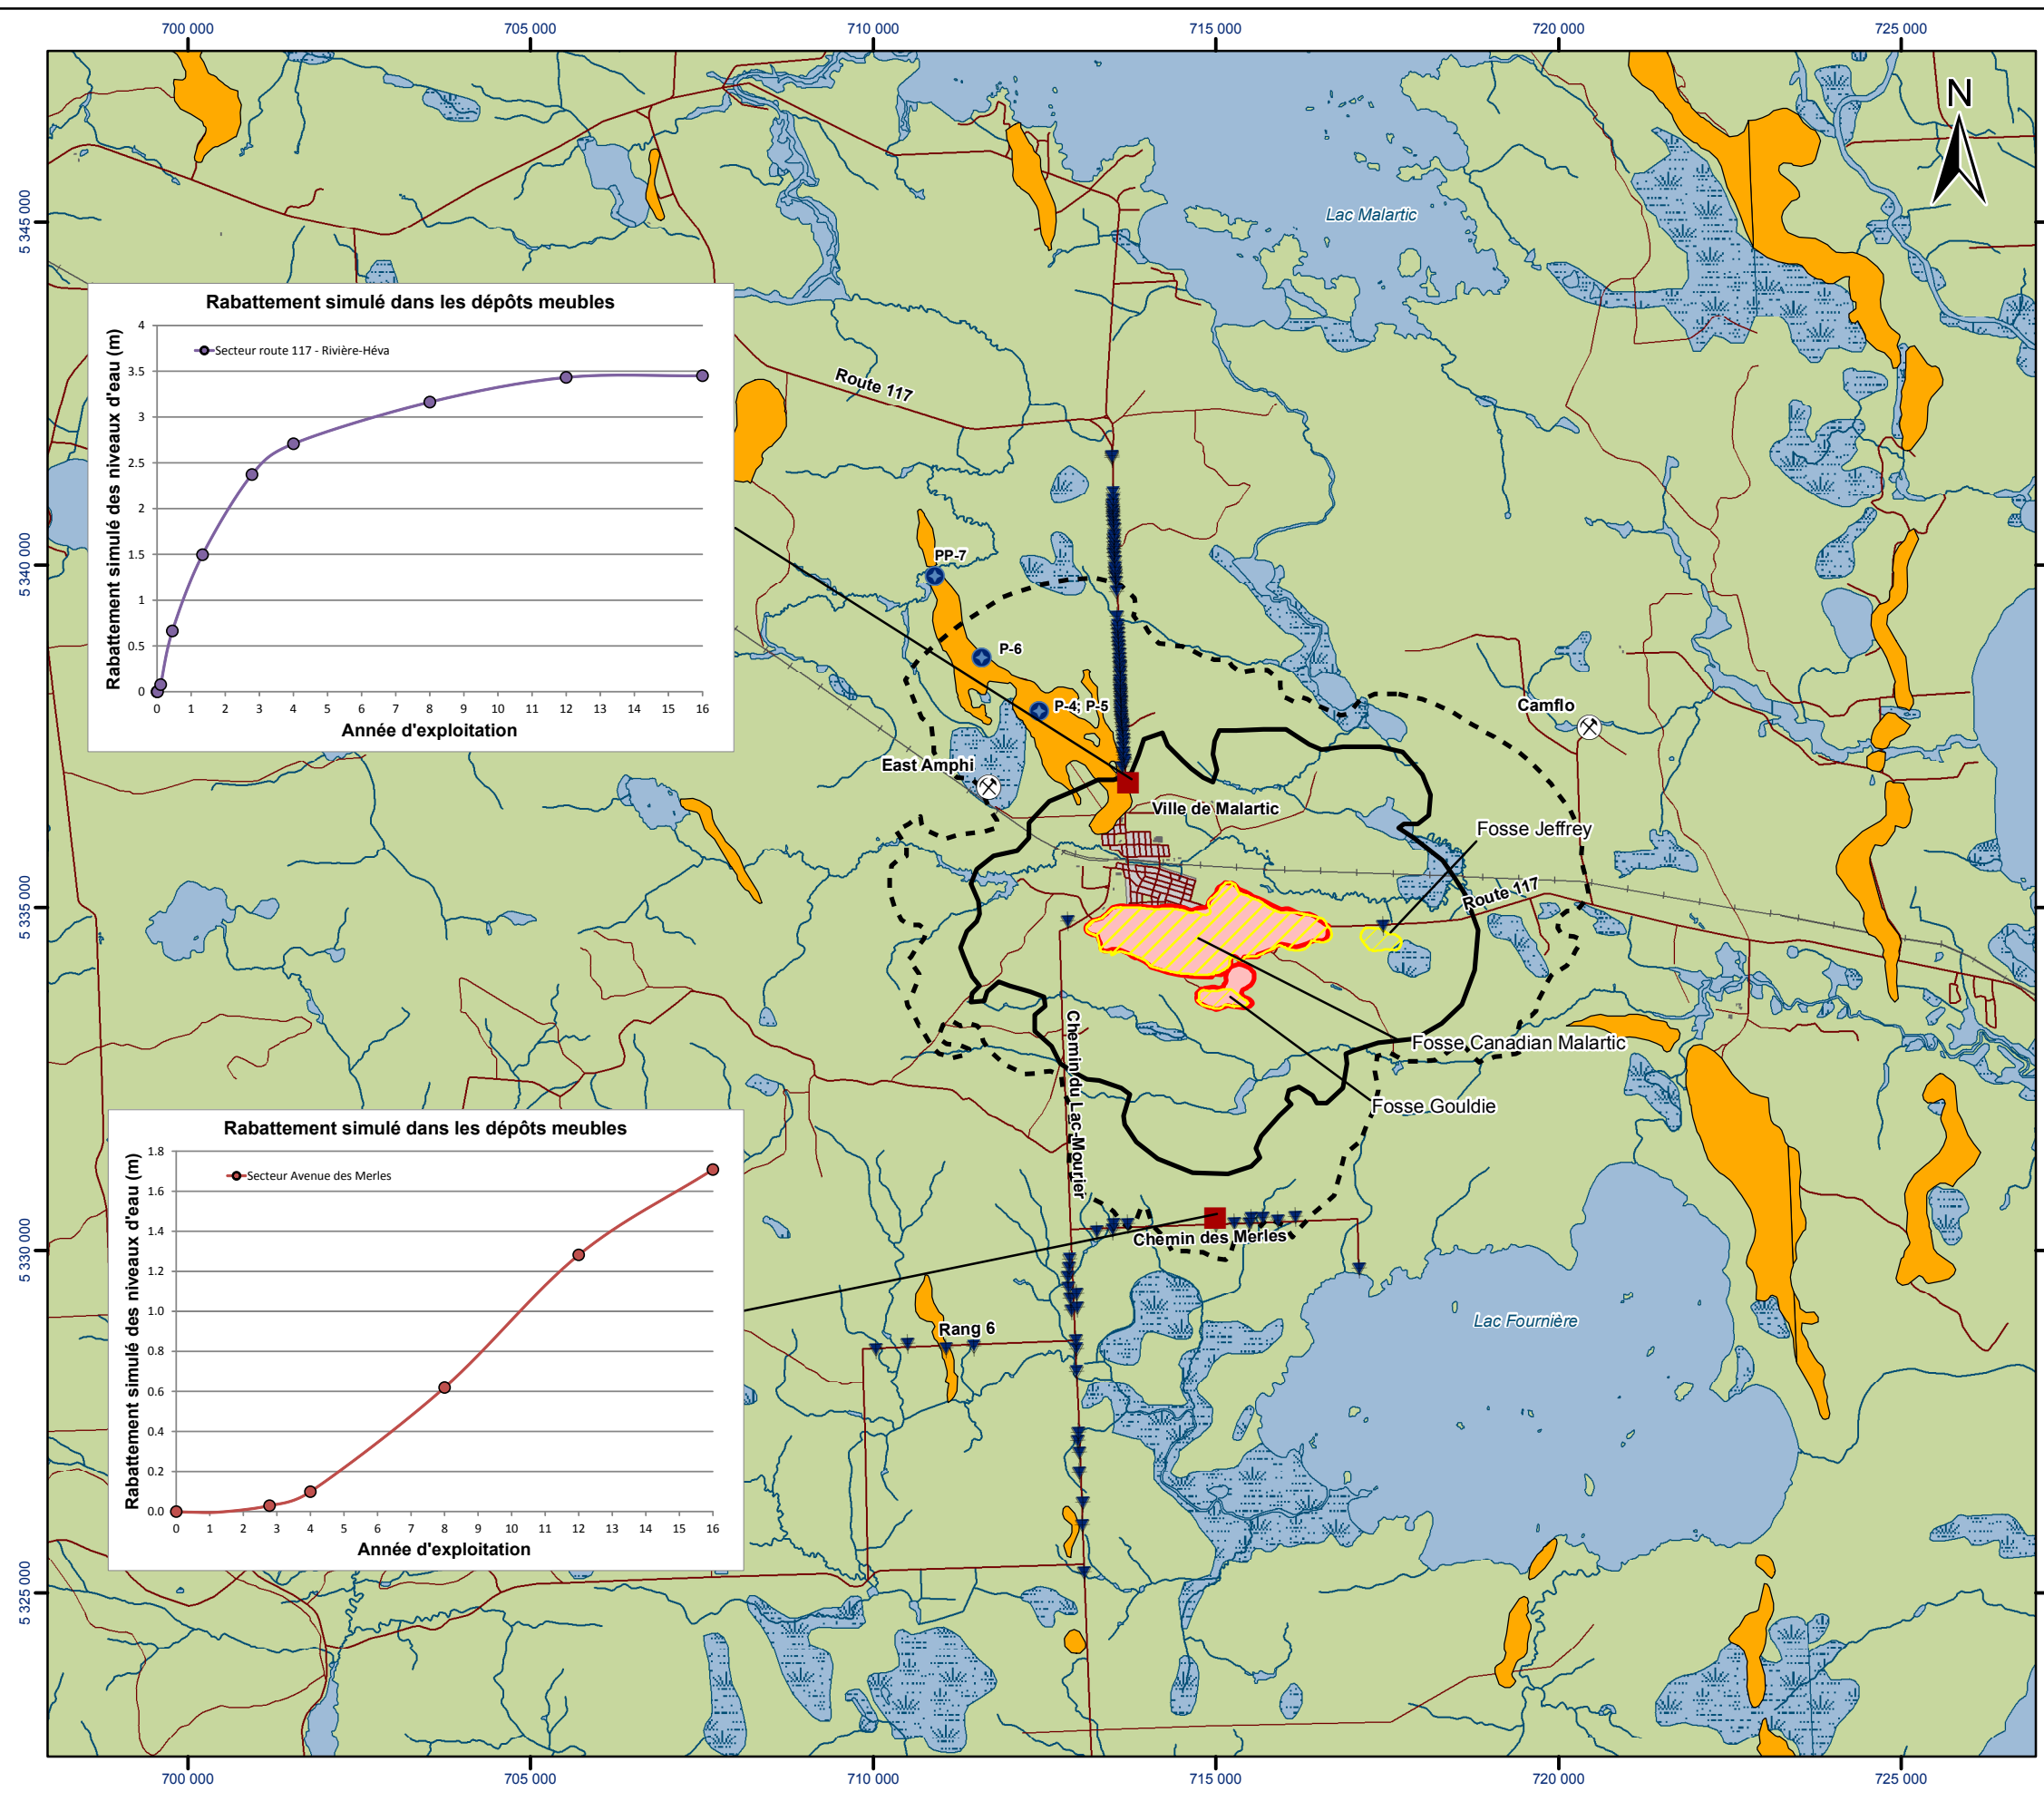 700 000 705 000 710 000 715 000 720 000 725 000
N
5 345 000
Lac Malartic
Rabattement simulé dans les dépôts meubles
Rabattement simulé des niveaux d'eau (m)
4
3.5
3
2.5
2
1.5
1
0.5
0
Secteur route 117 - Rivière-Héva
0 1 2 3 4 5 6 7 8 9 10 11 12 13 14 15 16
Année d'exploitation
Route 117
5 340 000
PP-7
P-6
P-4; P-5
Camflo
East Amphi
Ville de Malartic
Fosse Jeffrey
Route 117
5 335 000
Chemin du Lac-Mourier
Fosse Canadian Malartic
Fosse Gouldie
Rabattement simulé dans les dépôts meubles
Rabattement simulé des niveaux d'eau (m)
1.8
1.6
1.4
1.2
1.0
0.8
0.6
0.4
0.2
0.0
Secteur Avenue des Merles
0 1 2 3 4 5 6 7 8 9 10 11 12 13 14 15 16
Année d'exploitation
Chemin des Merles
5 330 000
Lac Fournière
Rang 6
5 325 000
700 000 705 000 710 000 715 000 720 000 725 000